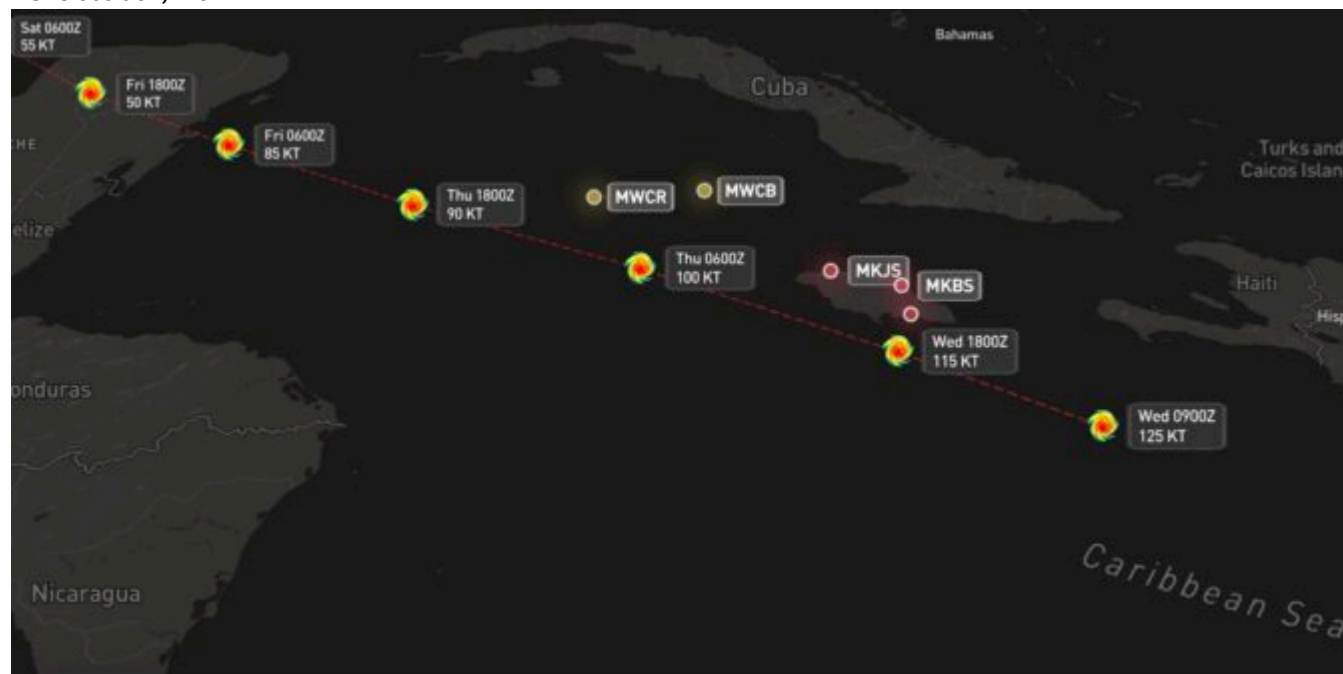 Sat 0600Z
55 KT
Bahamas
Fri 1800Z
50 KT
Cuba
Fri 0600Z
85 KT
CHE
Turks and
Caicos Islan
Thu 1800Z
90 KT
MWCR
MWCB
elize
Thu 0600Z
100 KT
MKJS
MKBS
Haiti
Hisp
Wed 1800Z
115 KT
onduras
Wed 0900Z
125 KT
Caribbean Sea
Nicaragua